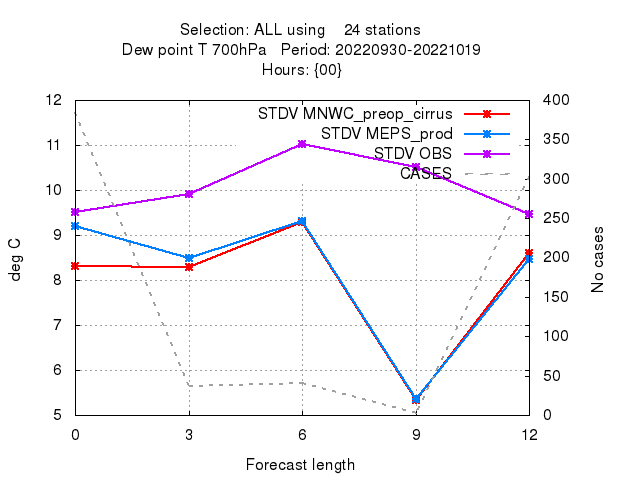 Selection: ALL using 24 stations
Dew point T 700hPa Period: 20220930-20221019
Hours: {00}
12 400
STDV MNWC_preop_cirrus
STDV MEPS_prod
11 350
STDV OBS
CASES
300
10
250
9
200
deg C
No cases
8
150
7
100
6
50
5 0
0 3 6 9 12
Forecast length